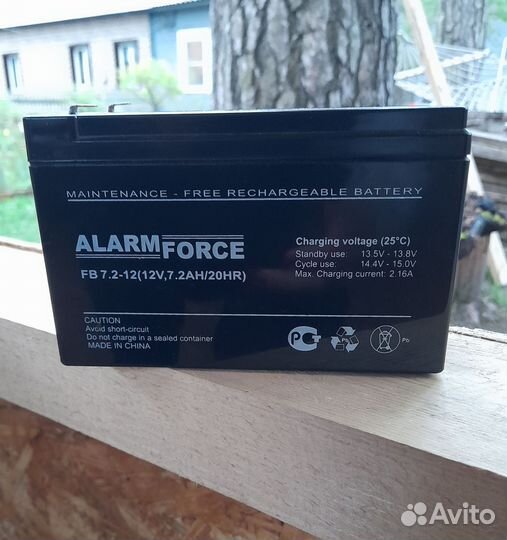 MAINTENANCE - FREE RECHARGEABLE BATTERY
ALARM FORCE
FB 7.2-12(12V,7.2AH/20HR)
Charging voltage (25°C)
Standby use: 13.5V - 13.8V
Cycle use: 14.4V - 15.0V
Max. Charging current: 2.16A
CAUTION
Avoid short-circuit
Do not charge in a sealed container
MADE IN CHINA
PCT
Pb
Pb
Avito